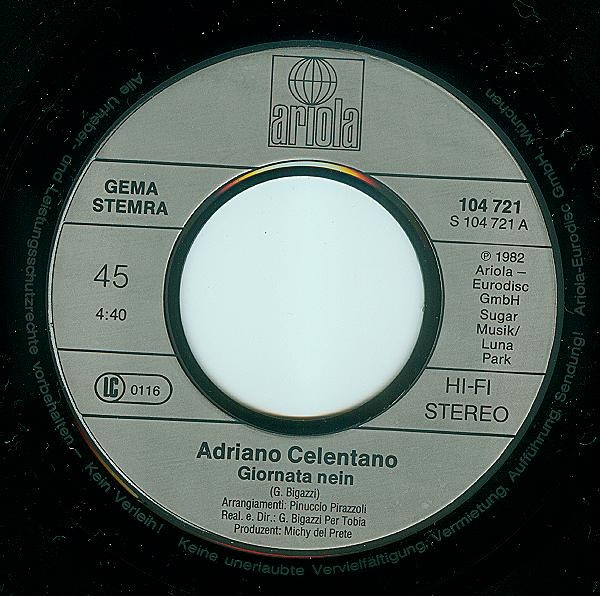 ariola
GEMA
STEMRA
45
4:40
LC 0116
104 721
S 104 721 A
℗ 1982
Ariola –
Eurodisc
GmbH
Sugar
Musik/
Luna
Park
HI-FI
STEREO
Adriano Celentano
Giornata nein
(G. Bigazzi)
Arrangiamenti: Pinuccio Pirazzoli
Real. e. Dir.: G. Bigazzi Per Tobia
Produzent: Michy del Prete
Alle Urheber- und Leistungsschutzrechte vorbehalten. Kein Verleih! Keine unerlaubte Vervielfältigung, Vermietung, Aufführung, Sendung! Ariola-Eurodisc GmbH, München